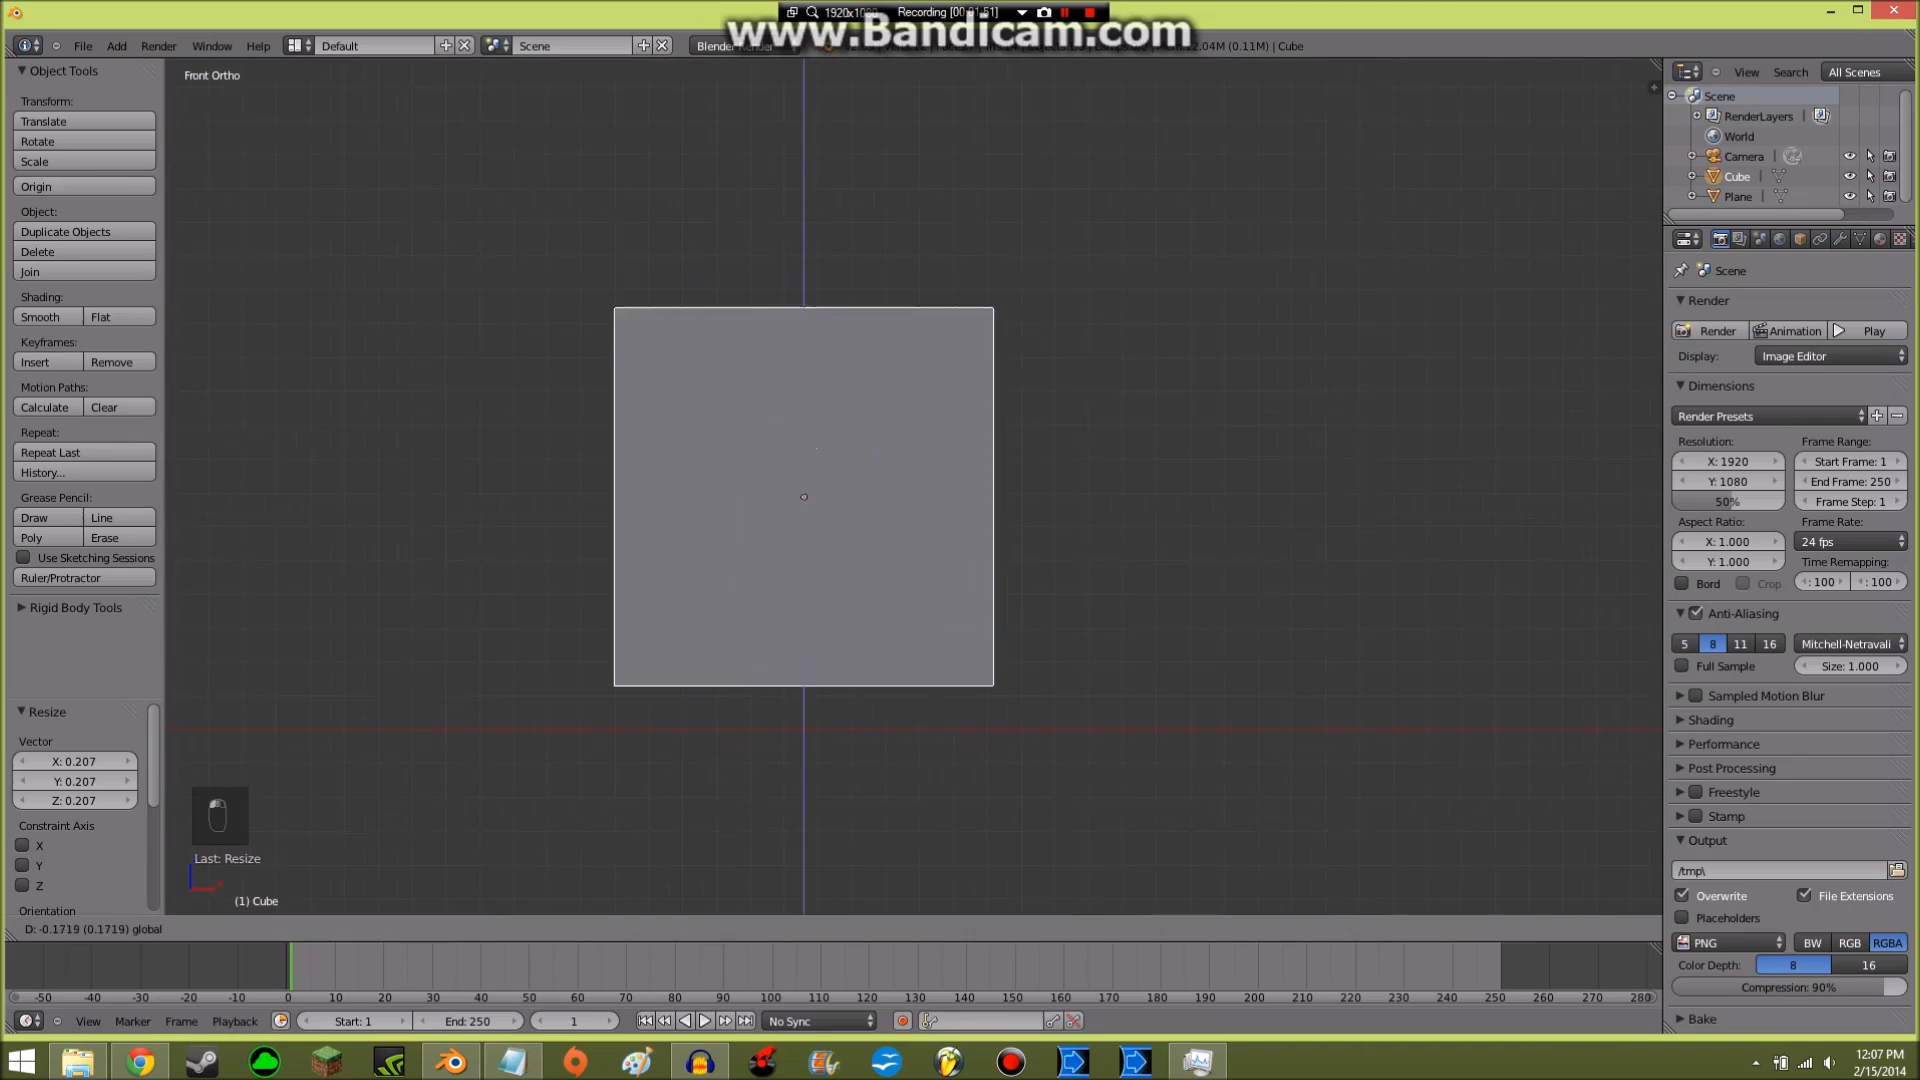 1920x1080 Recording [00:01:51]
www.Bandicam.com
File Add Render Window Help Default Scene Blender Render 12.04M (0.11M) | Cube
Object Tools
Transform:
Translate
Rotate
Scale
Origin
Object:
Duplicate Objects
Delete
Join
Shading:
Smooth Flat
Keyframes:
Insert Remove
Motion Paths:
Calculate Clear
Repeat:
Repeat Last
History...
Grease Pencil:
Draw Line
Poly Erase
Use Sketching Sessions
Ruler/Protractor
Rigid Body Tools
Resize
Vector
X: 0.207
Y: 0.207
Z: 0.207
Constraint Axis
X
Y
Z
Orientation
Front Ortho
Last: Resize
(1) Cube
D: -0.1719 (0.1719) global
View Search All Scenes
Scene
RenderLayers
World
Camera
Cube
Plane
Scene
Render
Render Animation Play
Display: Image Editor
Dimensions
Render Presets
Resolution: Frame Range:
X: 1920 Start Frame: 1
Y: 1080 End Frame: 250
50% Frame Step: 1
Aspect Ratio: Frame Rate:
X: 1.000 24 fps
Y: 1.000 Time Remapping:
Bord Crop : 100 : 100
Anti-Aliasing
5 8 11 16 Mitchell-Netravali
Full Sample Size: 1.000
Sampled Motion Blur
Shading
Performance
Post Processing
Freestyle
Stamp
Output
/tmp\
Overwrite File Extensions
Placeholders
PNG BW RGB RGBA
Color Depth: 8 16
Compression: 90%
Bake
-50 -40 -30 -20 -10 0 10 20 30 40 50 60 70 80 90 100 110 120 130 140 150 160 170 180 190 200 210 220 230 240 250 260 270 280
View Marker Frame Playback Start: 1 End: 250 1 No Sync
12:07 PM
2/15/2014